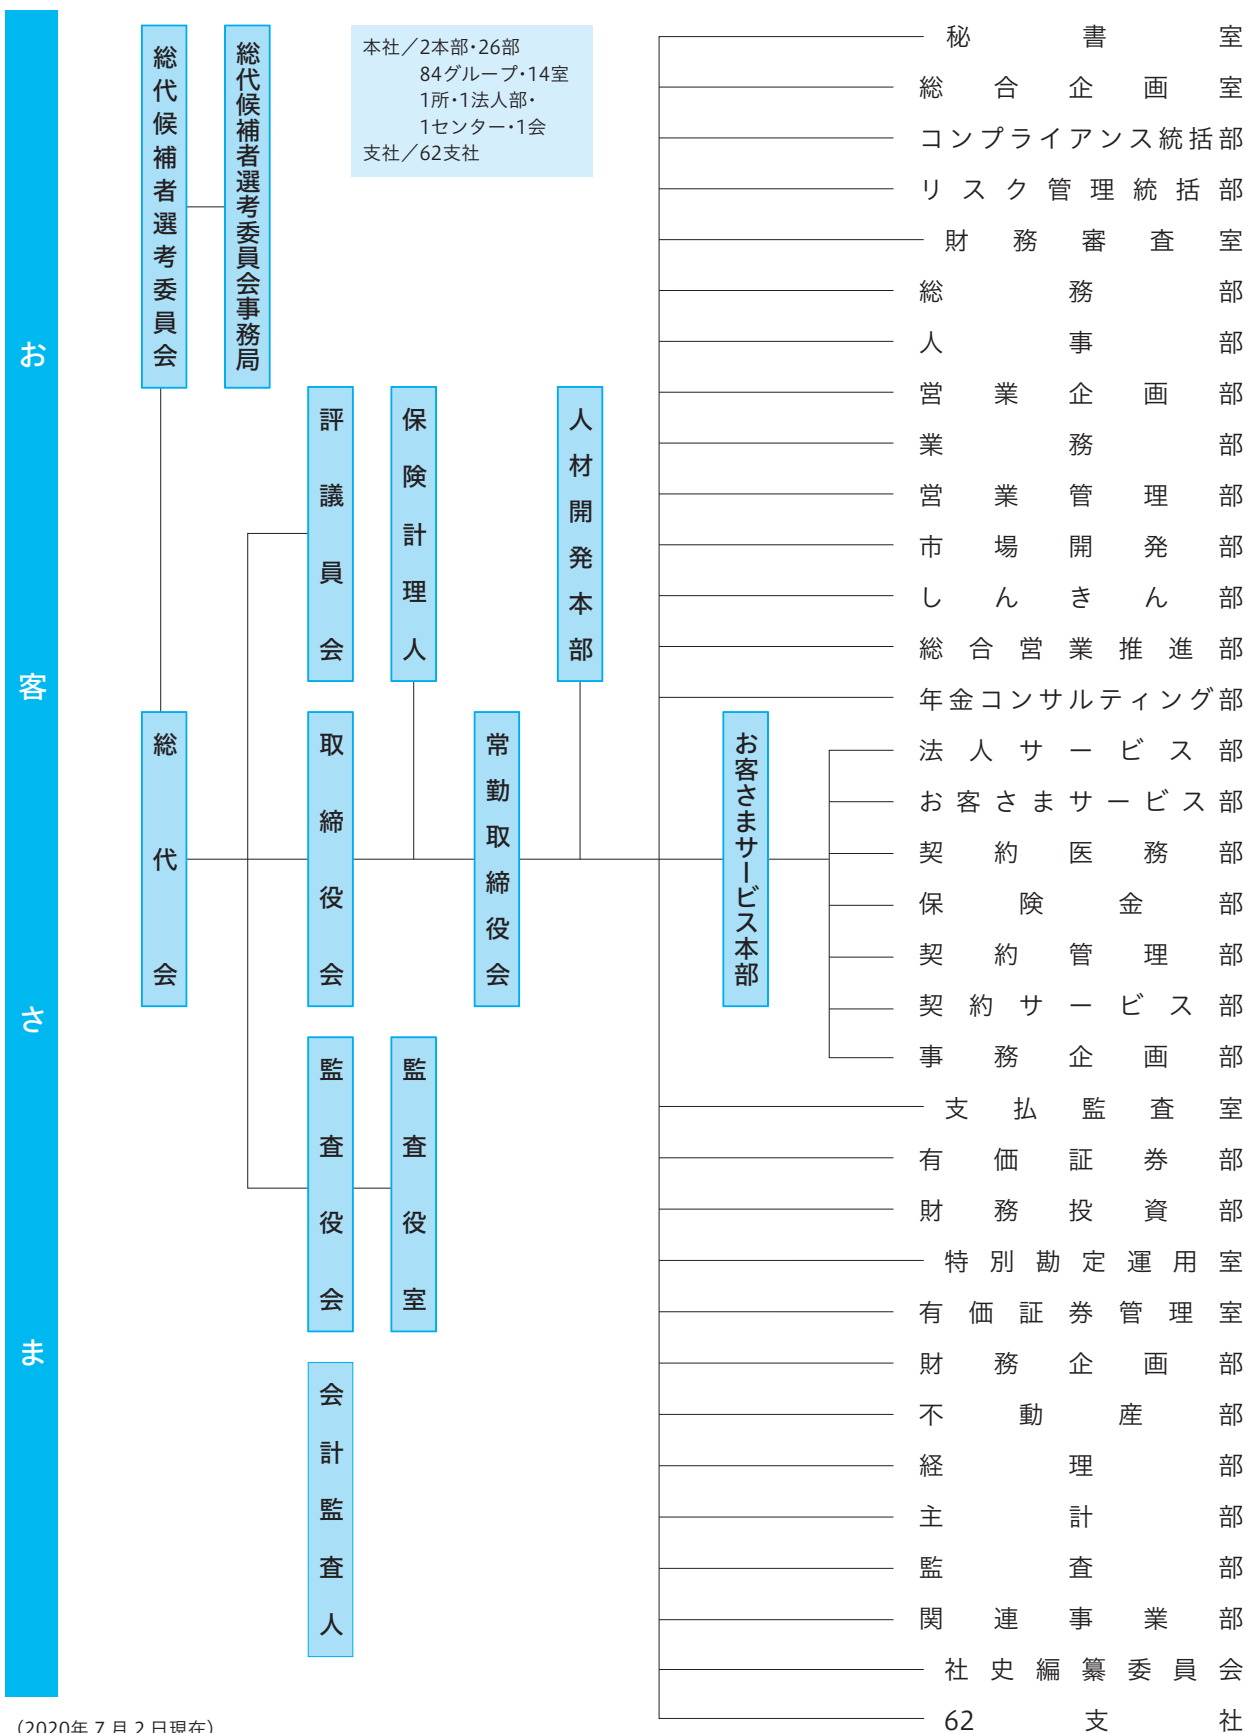 お客さま
総代候補者選考委員会
総代候補者選考委員会事務局
本社／2本部・26部
84グループ・14室
1所・1法人部・
1センター・1会
支社／62支社
評議員会
保険計理人
人材開発本部
総代会
取締役会
常勤取締役会
お客さまサービス本部
監査役会
監査役室
会計監査人
秘書室
総合企画室
コンプライアンス統括部
リスク管理統括部
財務審査室
総務部
人事部
営業企画部
業務部
営業管理部
市場開発部
しんきん部
総合営業推進部
年金コンサルティング部
法人サービス部
お客さまサービス部
契約医務部
保険金部
契約管理部
契約サービス部
事務企画部
支払監査室
有価証券部
財務投資部
特別勘定運用室
有価証券管理室
財務企画部
不動産部
経理部
主計部
監査部
関連事業部
社史編纂委員会
62支社
（2020年7月2日現在）